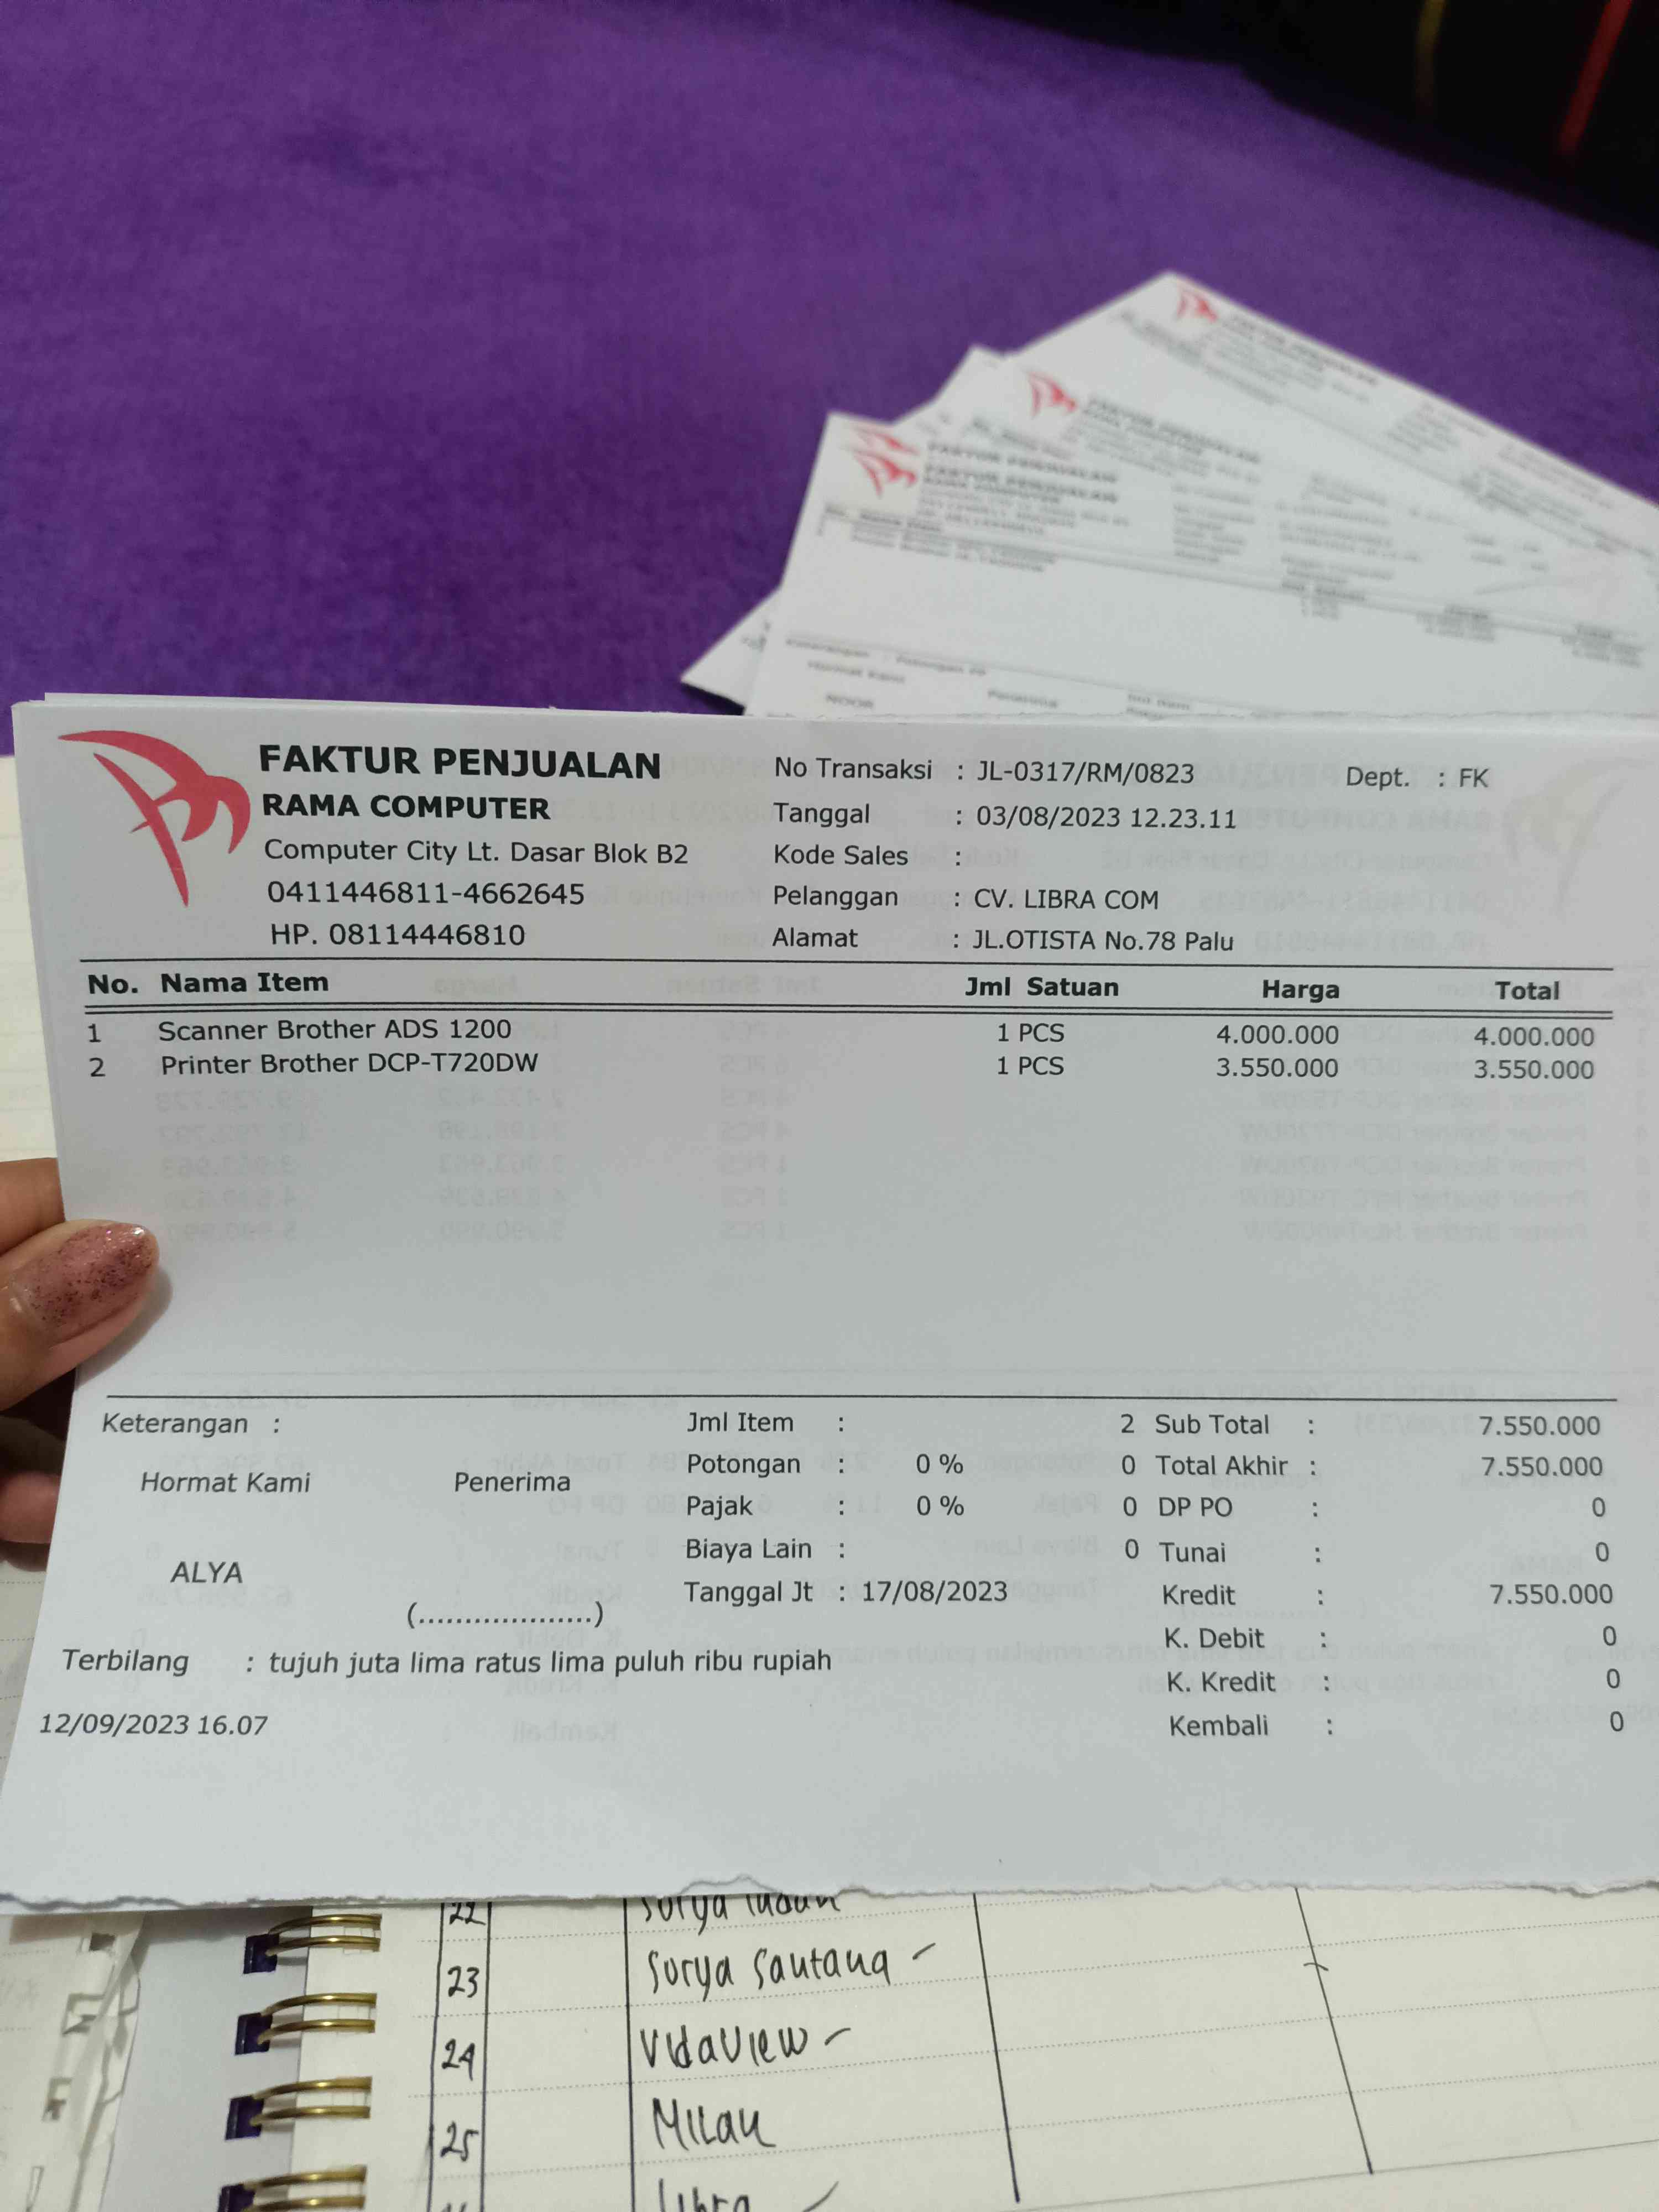 FAKTUR PENJUALAN
RAMA COMPUTER
Computer City Lt. Dasar Blok B2
0411446811-4662645
HP. 08114446810
No Transaksi : JL-0317/RM/0823
Dept. : FK
Tanggal : 03/08/2023 12.23.11
Kode Sales :
Pelanggan : CV. LIBRA COM
Alamat : JL.OTISTA No.78 Palu
No. Nama Item Jml Satuan Harga Total
1 Scanner Brother ADS 1200 1 PCS 4.000.000 4.000.000
2 Printer Brother DCP-T720DW 1 PCS 3.550.000 3.550.000
Keterangan :
Hormat Kami Penerima
ALYA
(...................)
Jml Item : 2
Potongan : 0 % 0
Pajak : 0 % 0
Biaya Lain : 0
Tanggal Jt : 17/08/2023
Sub Total : 7.550.000
Total Akhir : 7.550.000
DP PO : 0
Tunai : 0
Kredit : 7.550.000
K. Debit : 0
K. Kredit : 0
Kembali : 0
Terbilang : tujuh juta lima ratus lima puluh ribu rupiah
12/09/2023 16.07
22 Surya
23 Surya Sautana -
24 Vidaview -
25 Milan
libra